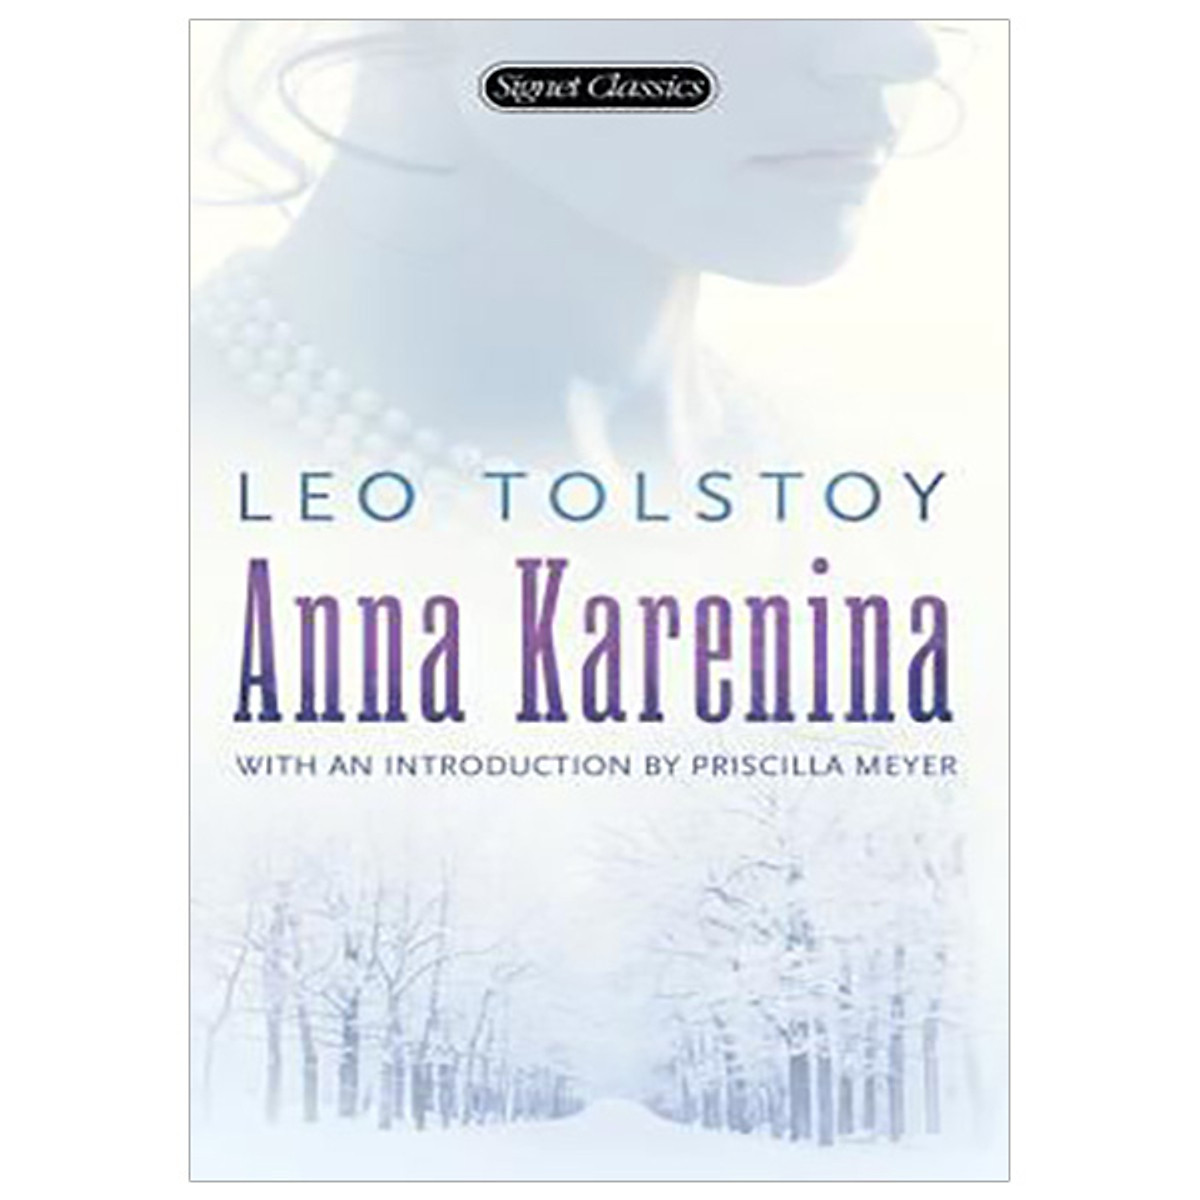 Signet Classics
LEO TOLSTOY
Anna Karenina
WITH AN INTRODUCTION BY PRISCILLA MEYER